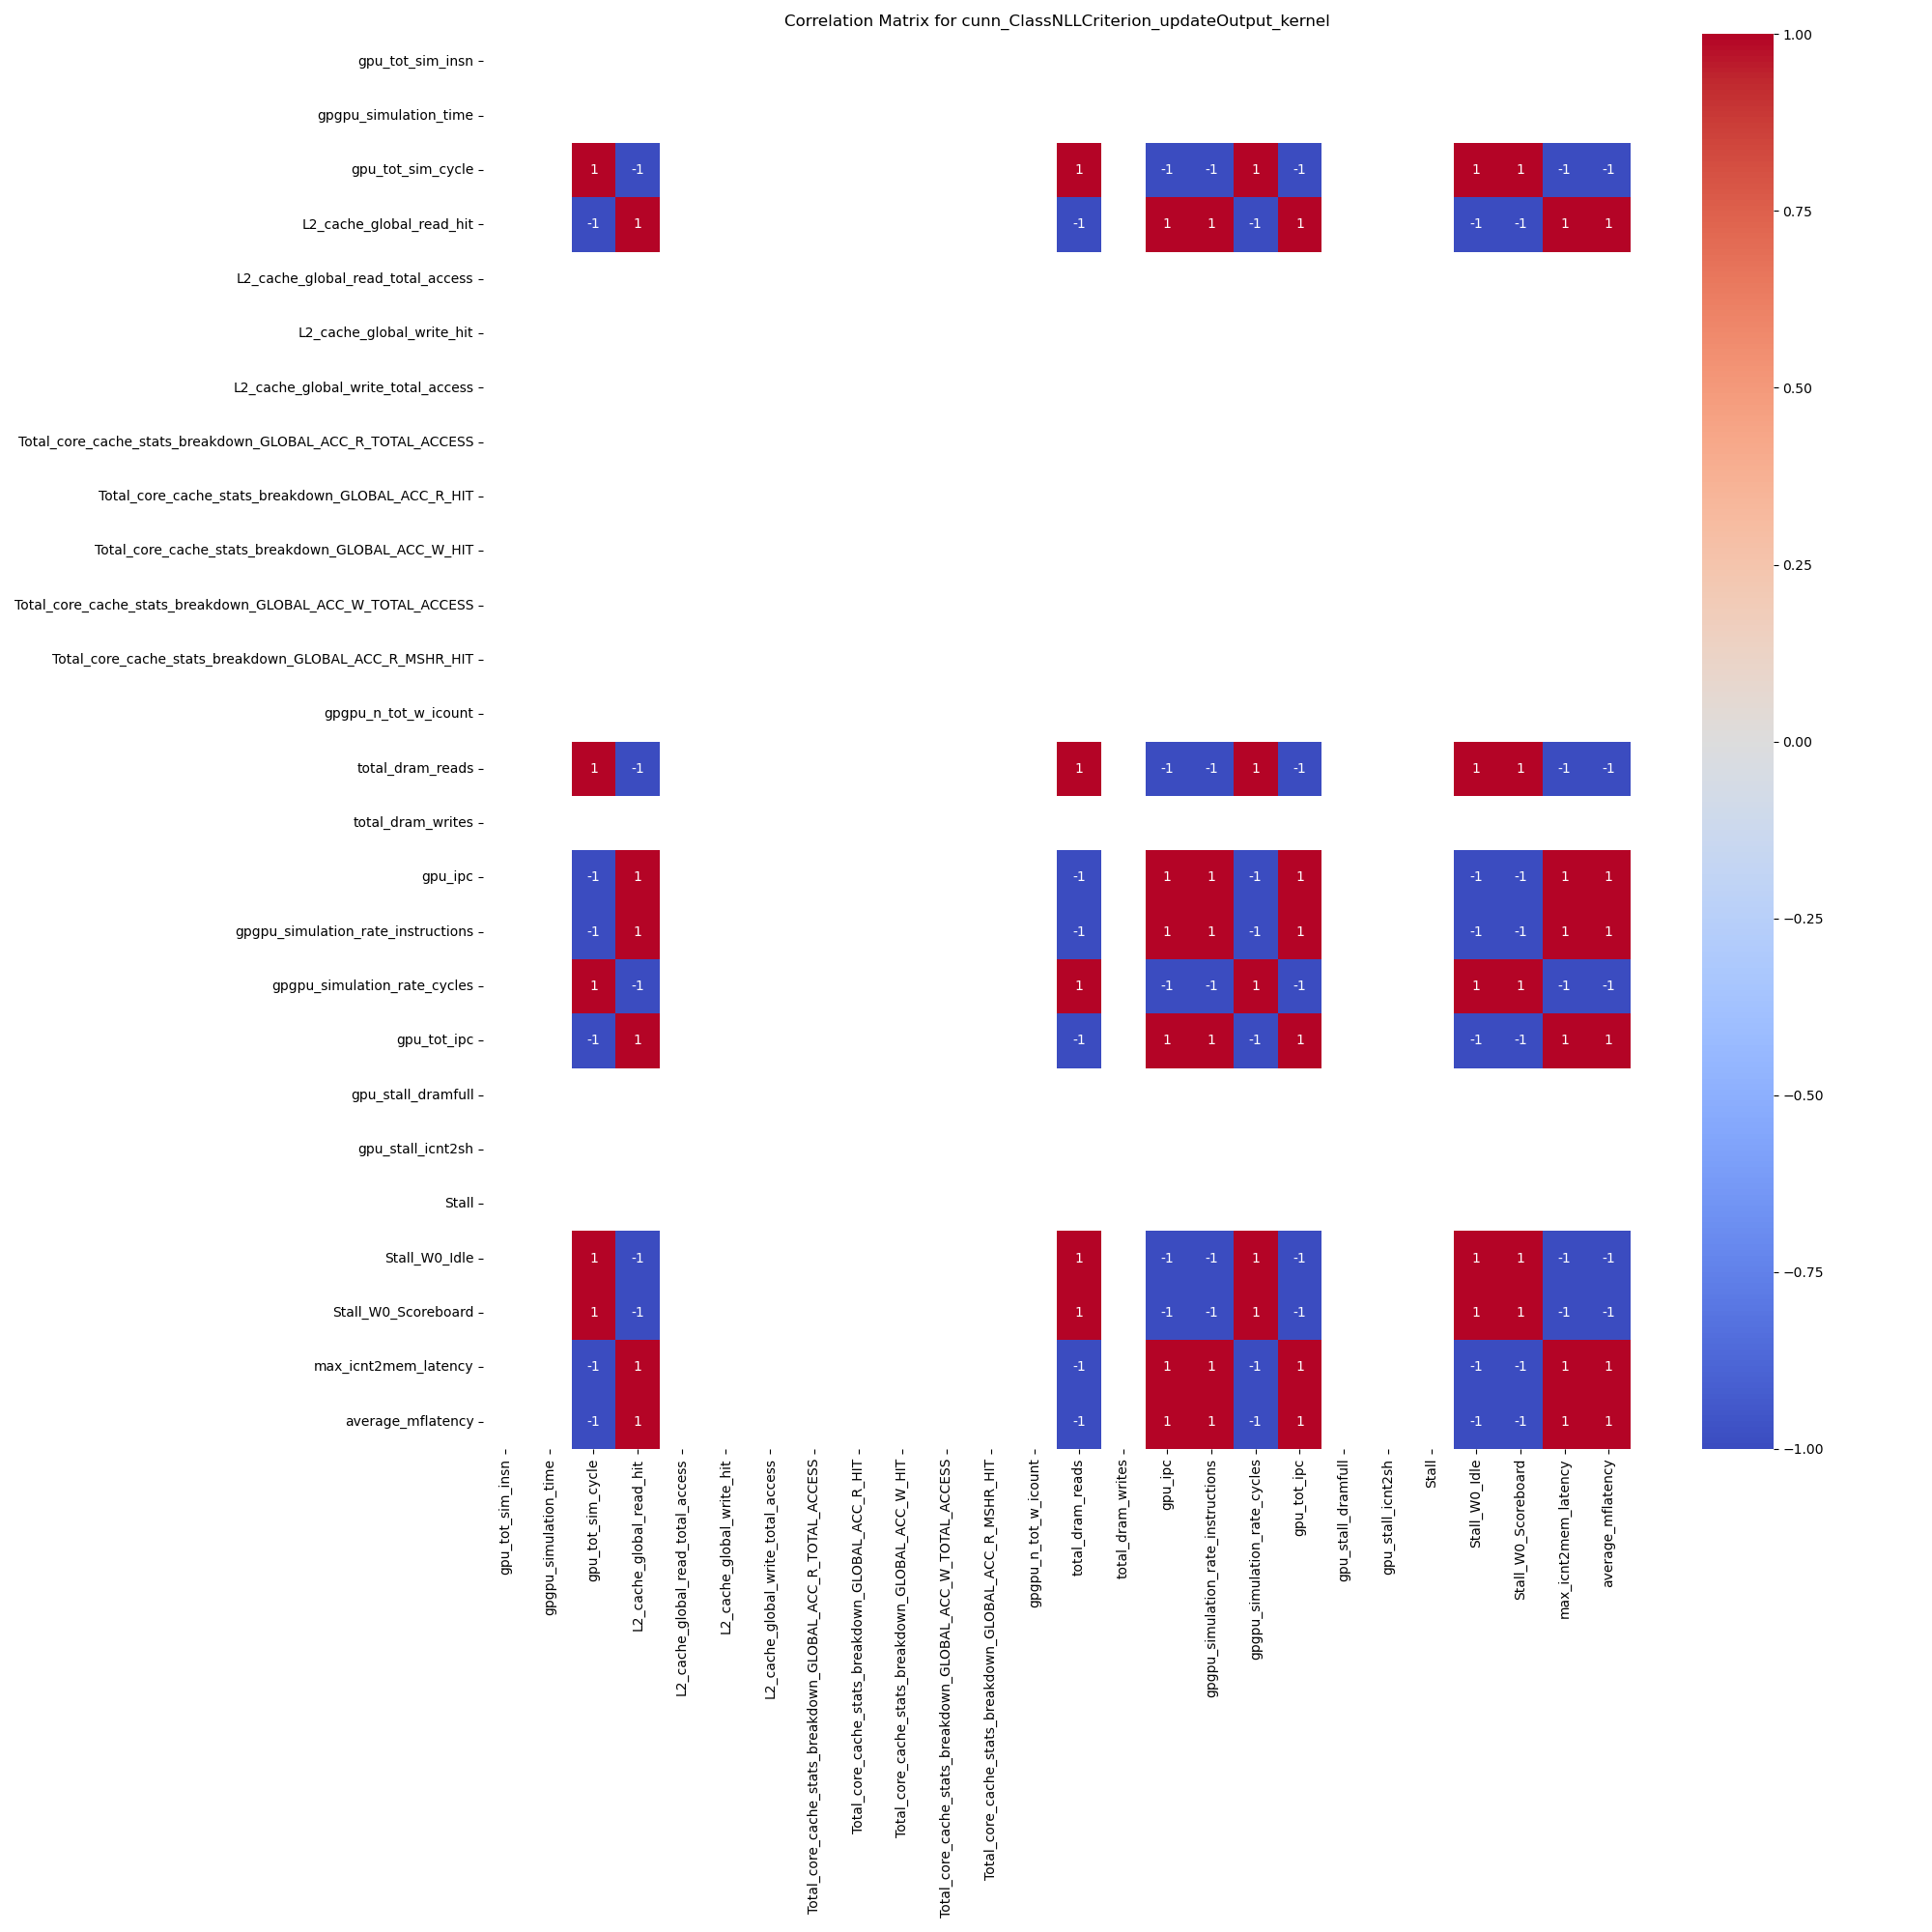 Correlation Matrix for cunn_ClassNLLCriterion_updateOutput_kernel
gpu_tot_sim_insn
gpgpu_simulation_time
gpu_tot_sim_cycle 1 -1 1 -1 -1 1 -1 1 1 -1 -1
L2_cache_global_read_hit -1 1 -1 1 1 -1 1 -1 -1 1 1
L2_cache_global_read_total_access
L2_cache_global_write_hit
L2_cache_global_write_total_access
Total_core_cache_stats_breakdown_GLOBAL_ACC_R_TOTAL_ACCESS
Total_core_cache_stats_breakdown_GLOBAL_ACC_R_HIT
Total_core_cache_stats_breakdown_GLOBAL_ACC_W_HIT
Total_core_cache_stats_breakdown_GLOBAL_ACC_W_TOTAL_ACCESS
Total_core_cache_stats_breakdown_GLOBAL_ACC_R_MSHR_HIT
gpgpu_n_tot_w_icount
total_dram_reads 1 -1 1 -1 -1 1 -1 1 1 -1 -1
total_dram_writes
gpu_ipc -1 1 -1 1 1 -1 1 -1 -1 1 1
gpgpu_simulation_rate_instructions -1 1 -1 1 1 -1 1 -1 -1 1 1
gpgpu_simulation_rate_cycles 1 -1 1 -1 -1 1 -1 1 1 -1 -1
gpu_tot_ipc -1 1 -1 1 1 -1 1 -1 -1 1 1
gpu_stall_dramfull
gpu_stall_icnt2sh
Stall
Stall_W0_Idle 1 -1 1 -1 -1 1 -1 1 1 -1 -1
Stall_W0_Scoreboard 1 -1 1 -1 -1 1 -1 1 1 -1 -1
max_icnt2mem_latency -1 1 -1 1 1 -1 1 -1 -1 1 1
average_mflatency -1 1 -1 1 1 -1 1 -1 -1 1 1
gpu_tot_sim_insn
gpgpu_simulation_time
gpu_tot_sim_cycle
L2_cache_global_read_hit
L2_cache_global_read_total_access
L2_cache_global_write_hit
L2_cache_global_write_total_access
Total_core_cache_stats_breakdown_GLOBAL_ACC_R_TOTAL_ACCESS
Total_core_cache_stats_breakdown_GLOBAL_ACC_R_HIT
Total_core_cache_stats_breakdown_GLOBAL_ACC_W_HIT
Total_core_cache_stats_breakdown_GLOBAL_ACC_W_TOTAL_ACCESS
Total_core_cache_stats_breakdown_GLOBAL_ACC_R_MSHR_HIT
gpgpu_n_tot_w_icount
total_dram_reads
total_dram_writes
gpu_ipc
gpgpu_simulation_rate_instructions
gpgpu_simulation_rate_cycles
gpu_tot_ipc
gpu_stall_dramfull
gpu_stall_icnt2sh
Stall
Stall_W0_Idle
Stall_W0_Scoreboard
max_icnt2mem_latency
average_mflatency
1.00
0.75
0.50
0.25
0.00
−0.25
−0.50
−0.75
−1.00